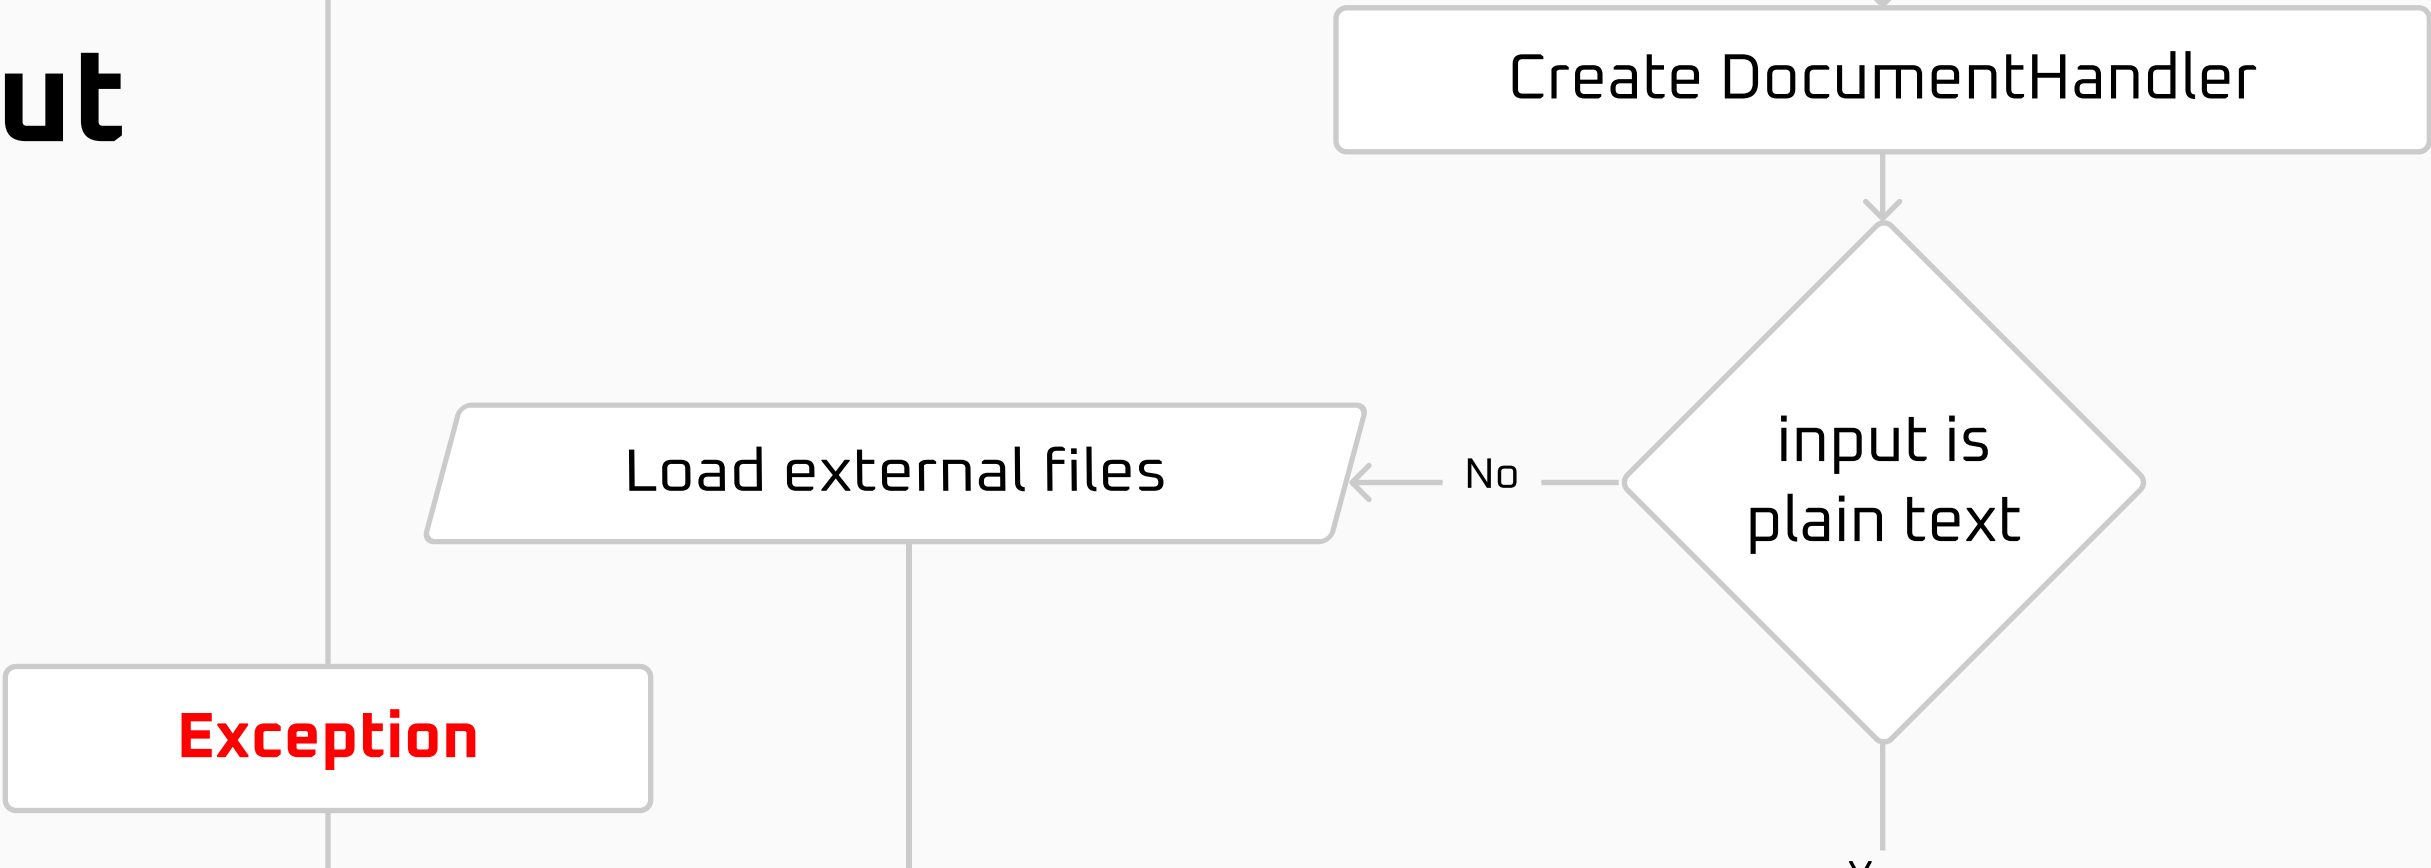 ut
Create DocumentHandler
input is
plain text
No
Load external files
Exception